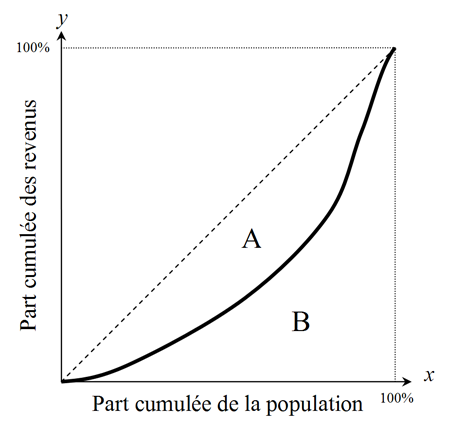 y
100%
Part cumulée des revenus
A
B
x
100%
Part cumulée de la population